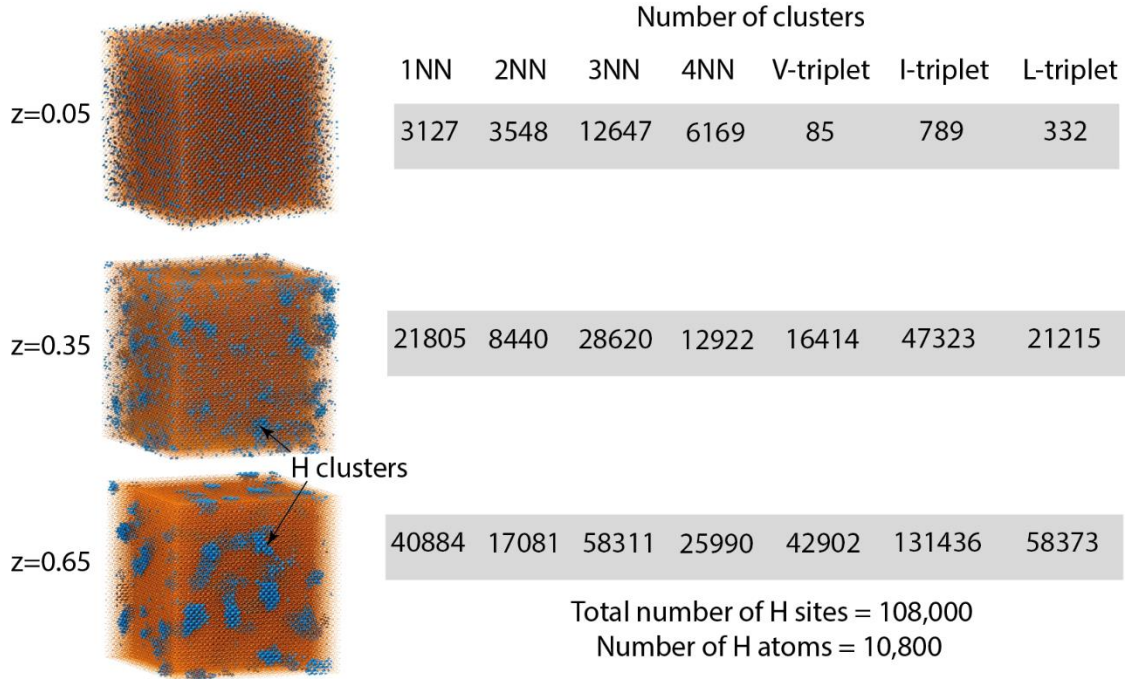 Number of clusters
1NN 2NN 3NN 4NN V-triplet I-triplet L-triplet
z=0.05 3127 3548 12647 6169 85 789 332
z=0.35 21805 8440 28620 12922 16414 47323 21215
H clusters
z=0.65 40884 17081 58311 25990 42902 131436 58373
Total number of H sites = 108,000
Number of H atoms = 10,800